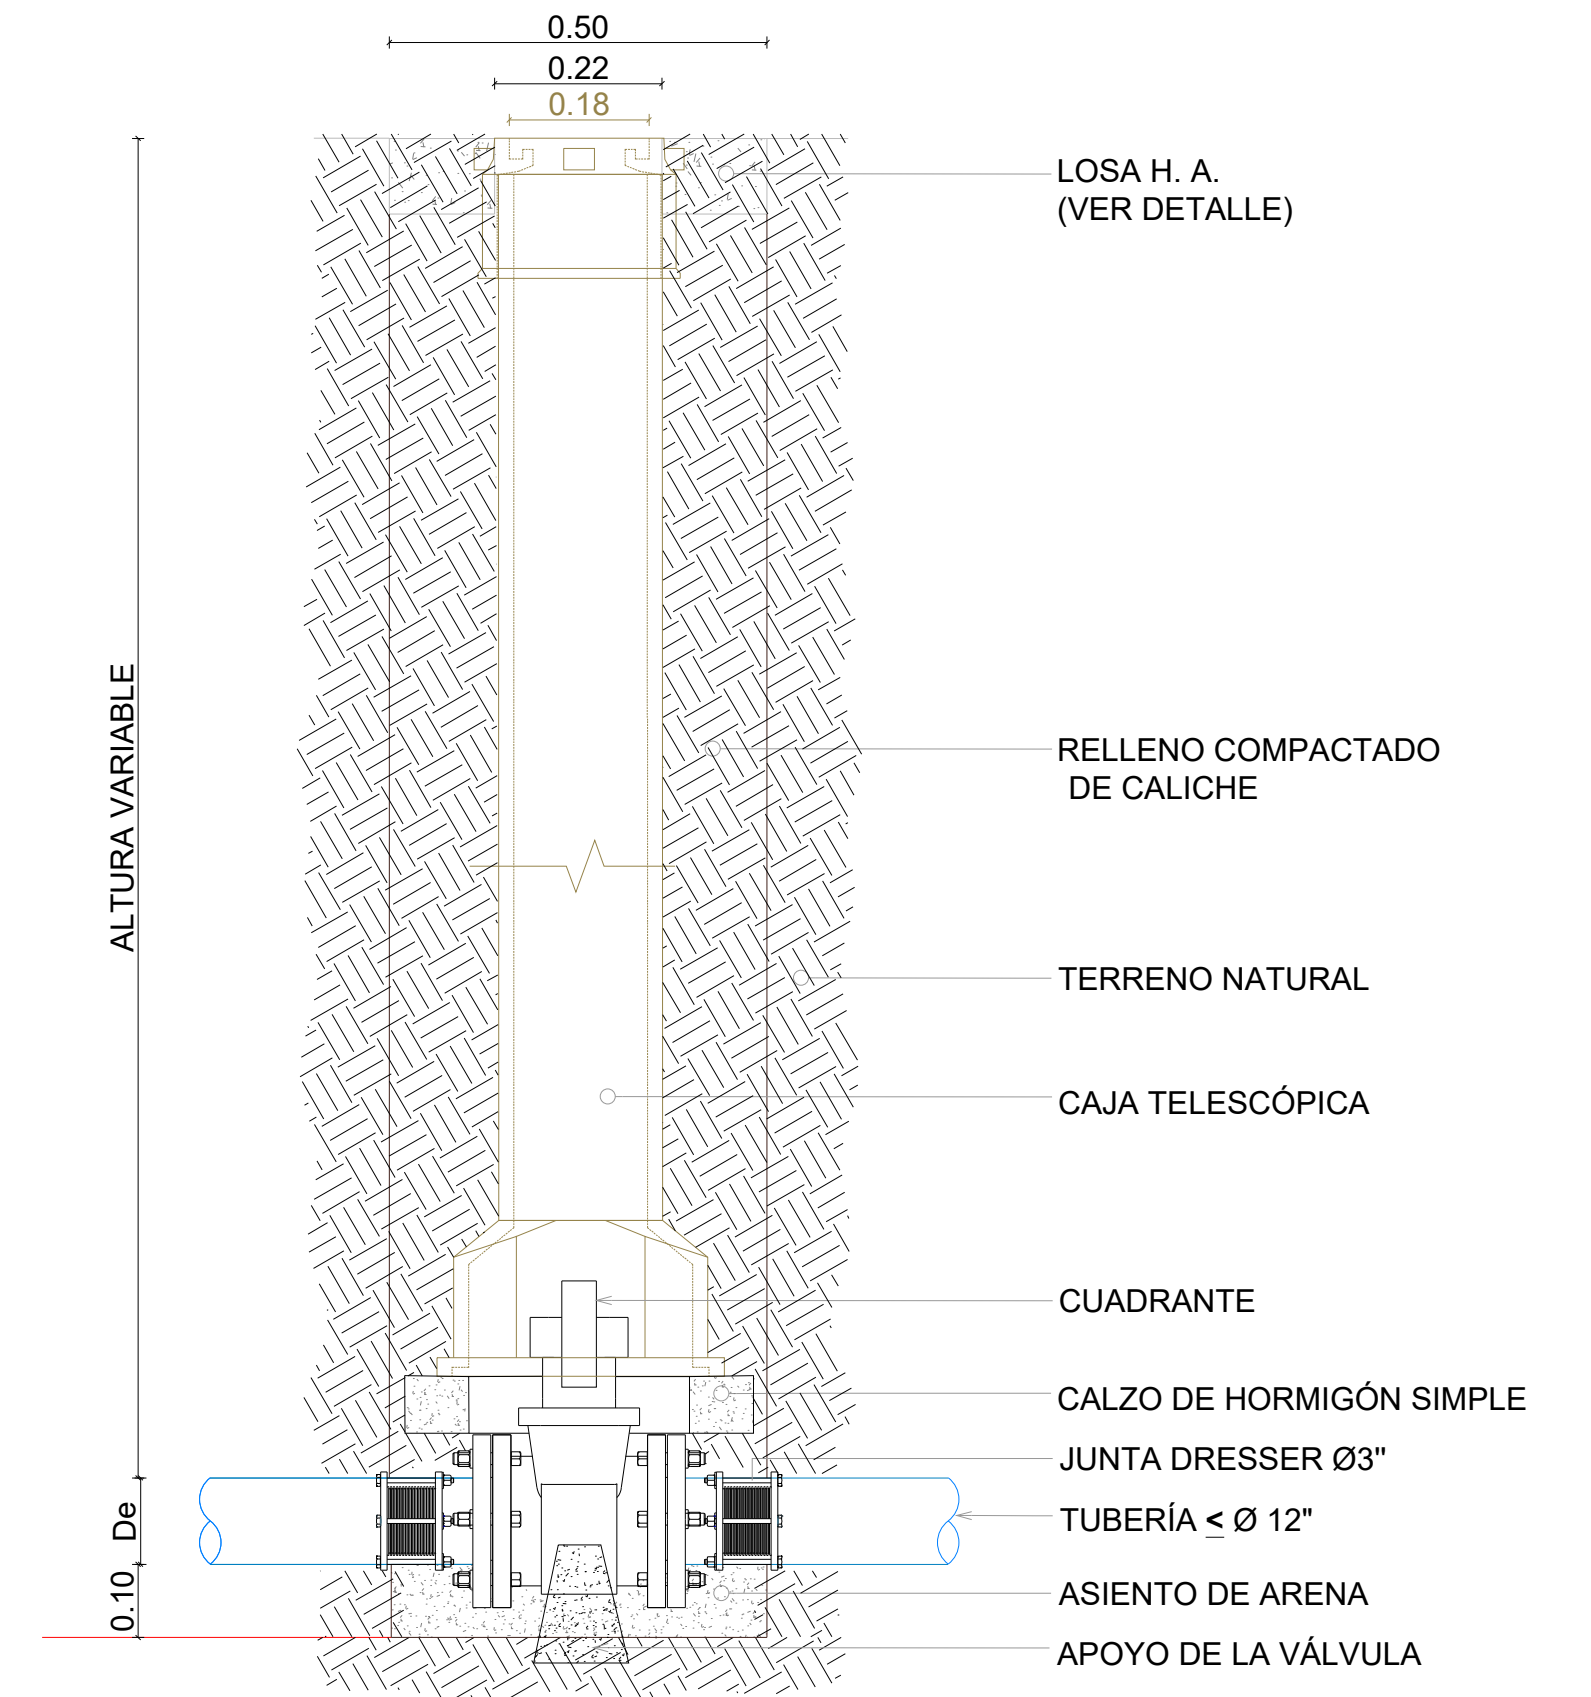 0.50
0.22
0.18
LOSA H. A.
(VER DETALLE)
RELLENO COMPACTADO
DE CALICHE
ALTURA VARIABLE
TERRENO NATURAL
CAJA TELESCÓPICA
CUADRANTE
CALZO DE HORMIGÓN SIMPLE
JUNTA DRESSER Ø3"
De
TUBERÍA ≤ Ø 12"
0.10
ASIENTO DE ARENA
APOYO DE LA VÁLVULA